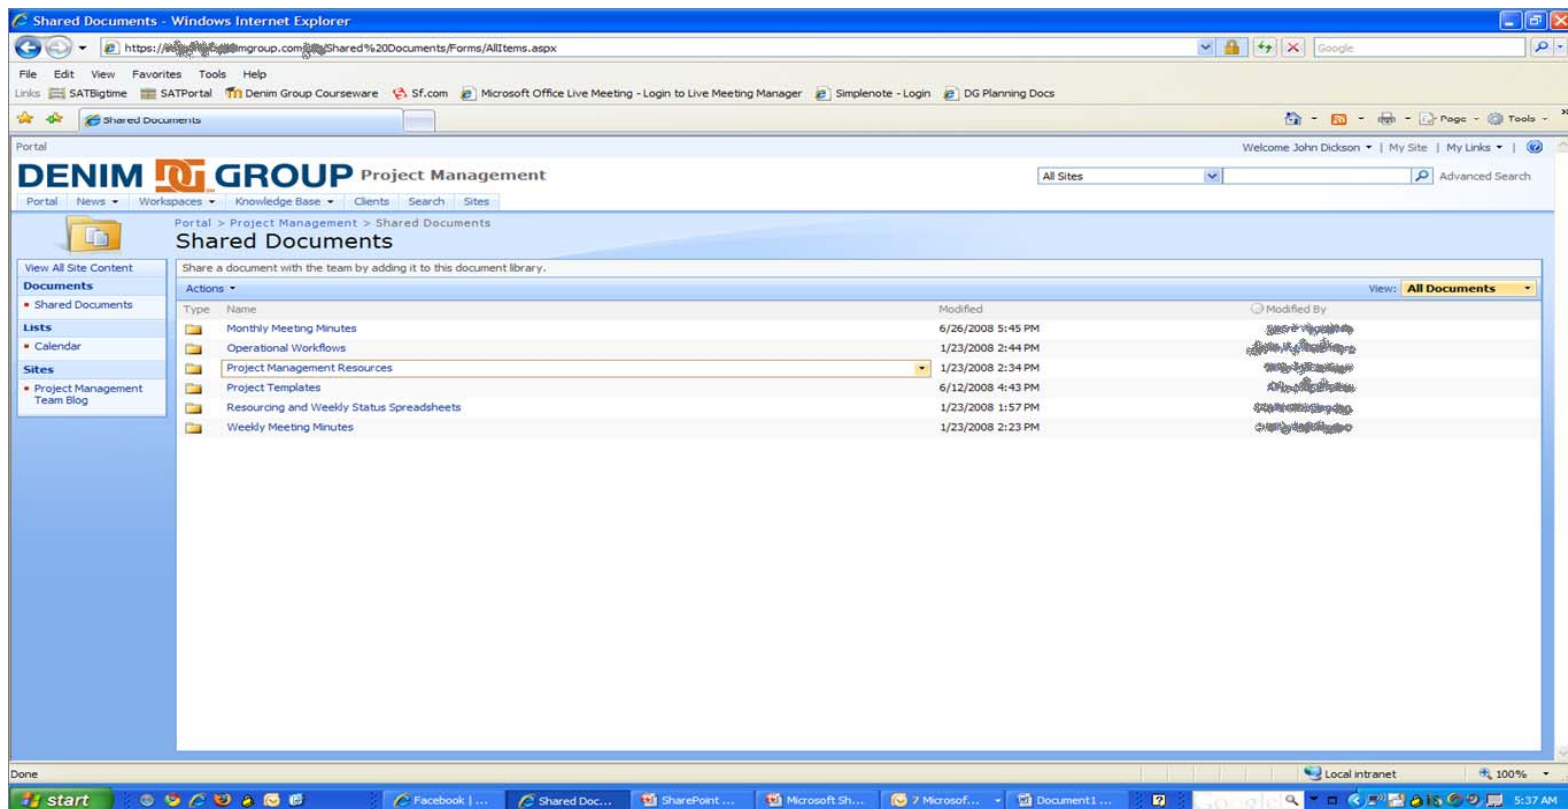 Shared Documents - Windows Internet Explorer
https:// mgroup.com/ /Shared%20Documents/Forms/AllItems.aspx
Google
File Edit View Favorites Tools Help
Links SATBigtime SATPortal Denim Group Courseware Sf.com Microsoft Office Live Meeting - Login to Live Meeting Manager Simplenote - Login DG Planning Docs
Shared Documents
Page Tools
Portal Welcome John Dickson | My Site | My Links |
DENIM DG GROUP Project Management
All Sites Advanced Search
Portal News Workspaces Knowledge Base Clients Search Sites
Portal > Project Management > Shared Documents
Shared Documents
View All Site Content
Documents
Shared Documents
Lists
Calendar
Sites
Project Management
Team Blog
Share a document with the team by adding it to this document library.
Actions View: All Documents
Type Name Modified Modified By
Monthly Meeting Minutes 6/26/2008 5:45 PM
Operational Workflows 1/23/2008 2:44 PM
Project Management Resources 1/23/2008 2:34 PM
Project Templates 6/12/2008 4:43 PM
Resourcing and Weekly Status Spreadsheets 1/23/2008 1:57 PM
Weekly Meeting Minutes 1/23/2008 2:23 PM
Done Local intranet 100%
start Facebook | ... Shared Doc... SharePoint ... Microsoft Sh... 7 Microsof... Document1 ... 5:37 AM